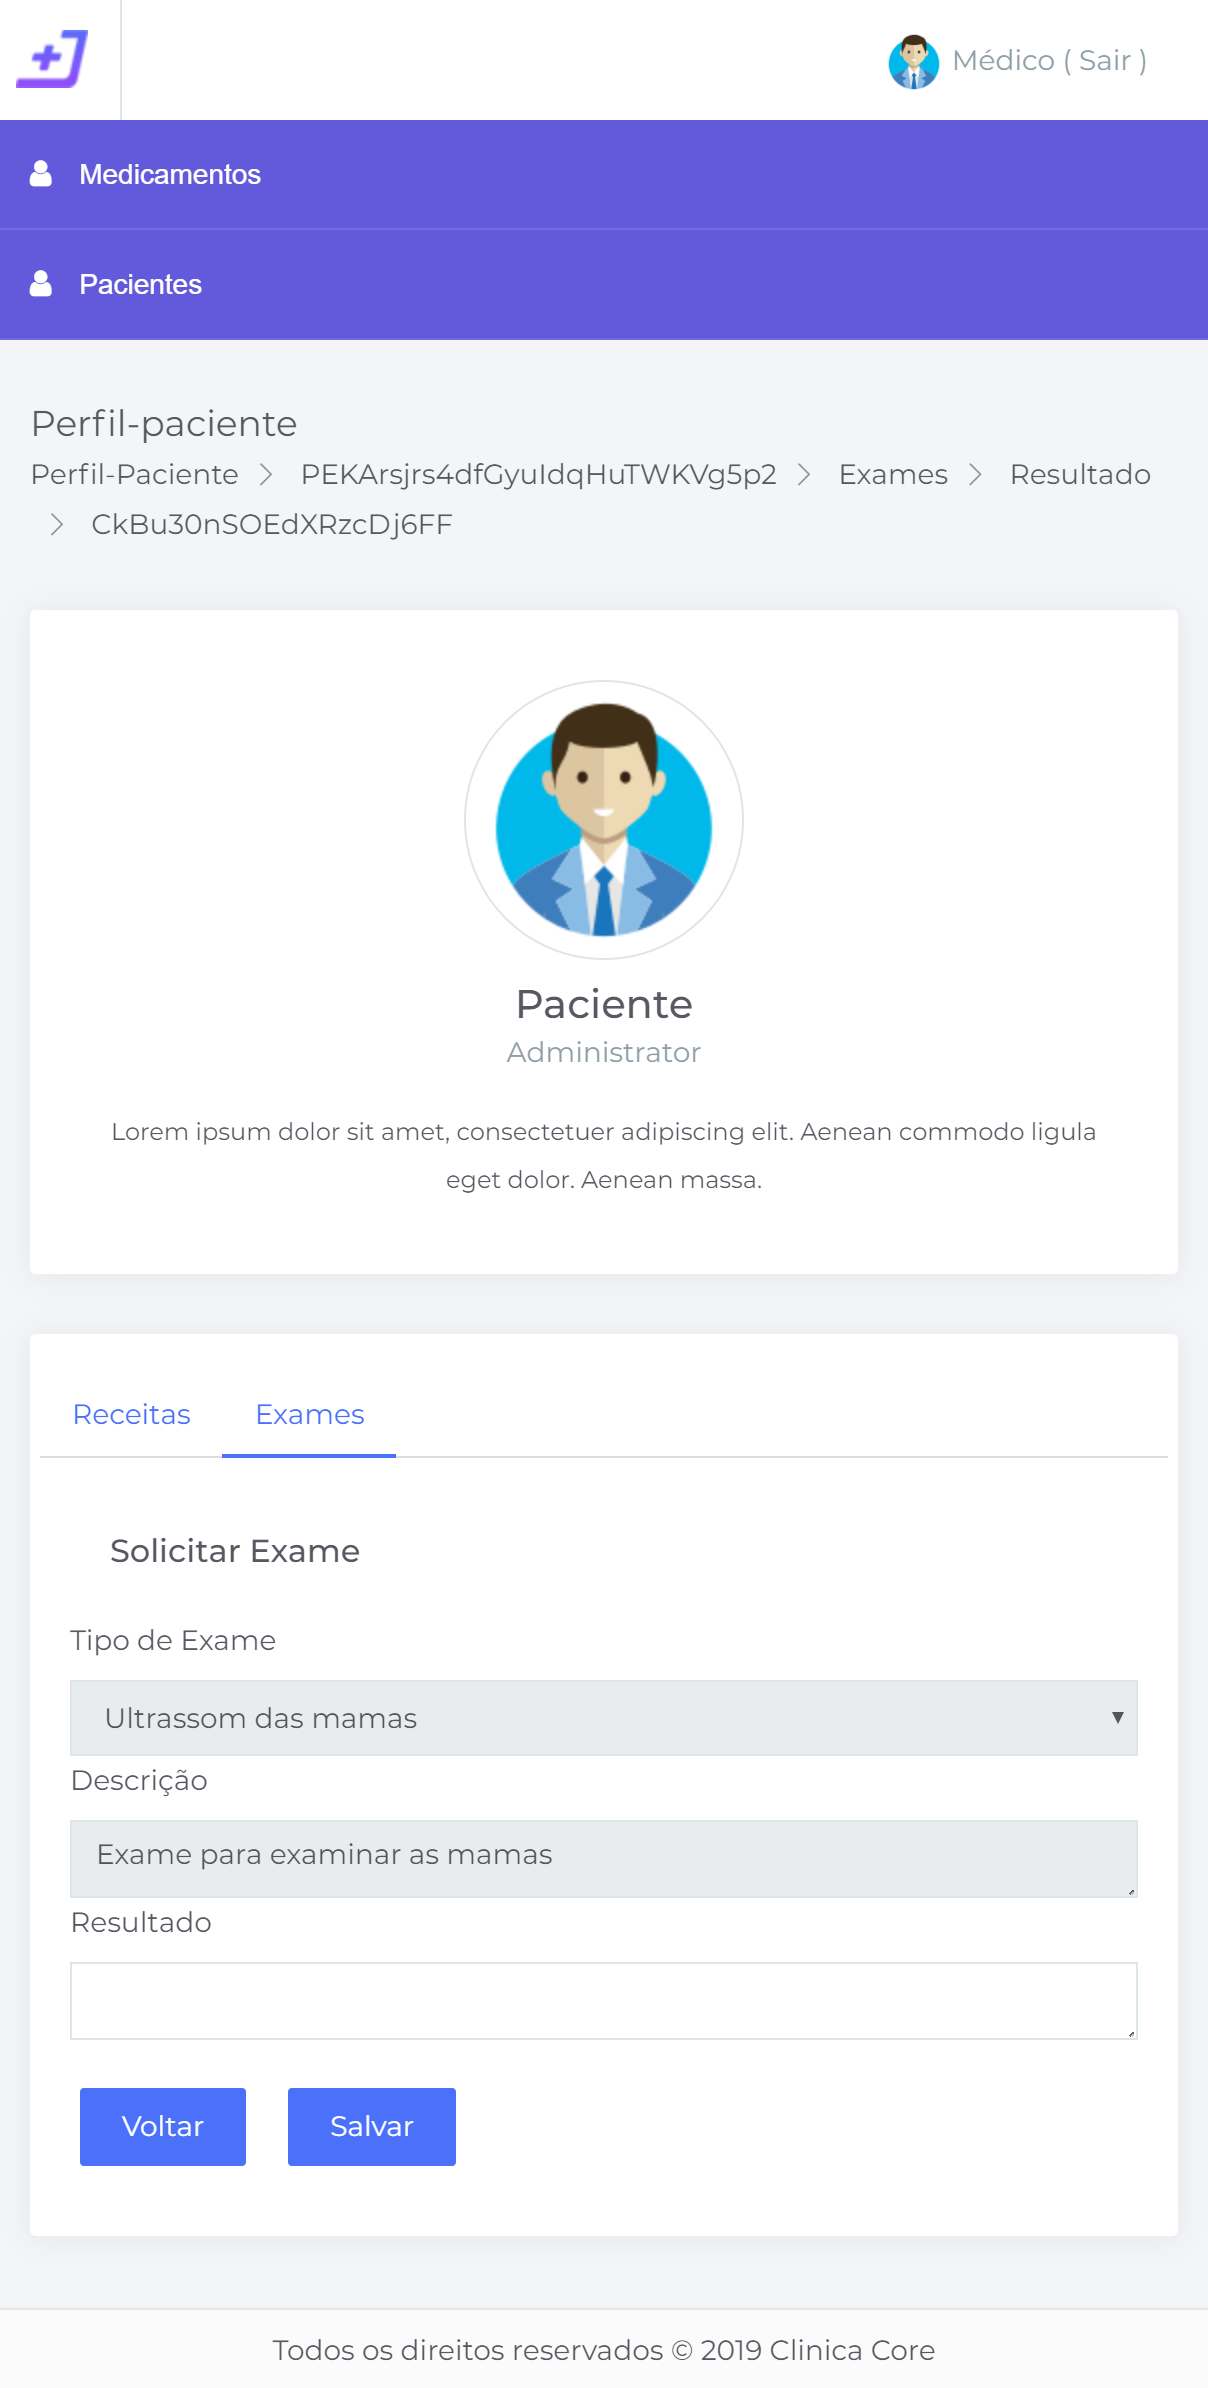 Médico ( Sair )
Medicamentos
Pacientes
Perfil-paciente
Perfil-Paciente > PEKArsjrs4dfGyuIdqHuTWKVg5p2 > Exames > Resultado
> CkBu30nSOEdXRzcDj6FF
Paciente
Administrator
Lorem ipsum dolor sit amet, consectetuer adipiscing elit. Aenean commodo ligula
eget dolor. Aenean massa.
Receitas Exames
Solicitar Exame
Tipo de Exame
Ultrassom das mamas
Descrição
Exame para examinar as mamas
Resultado
Voltar Salvar
Todos os direitos reservados © 2019 Clinica Core